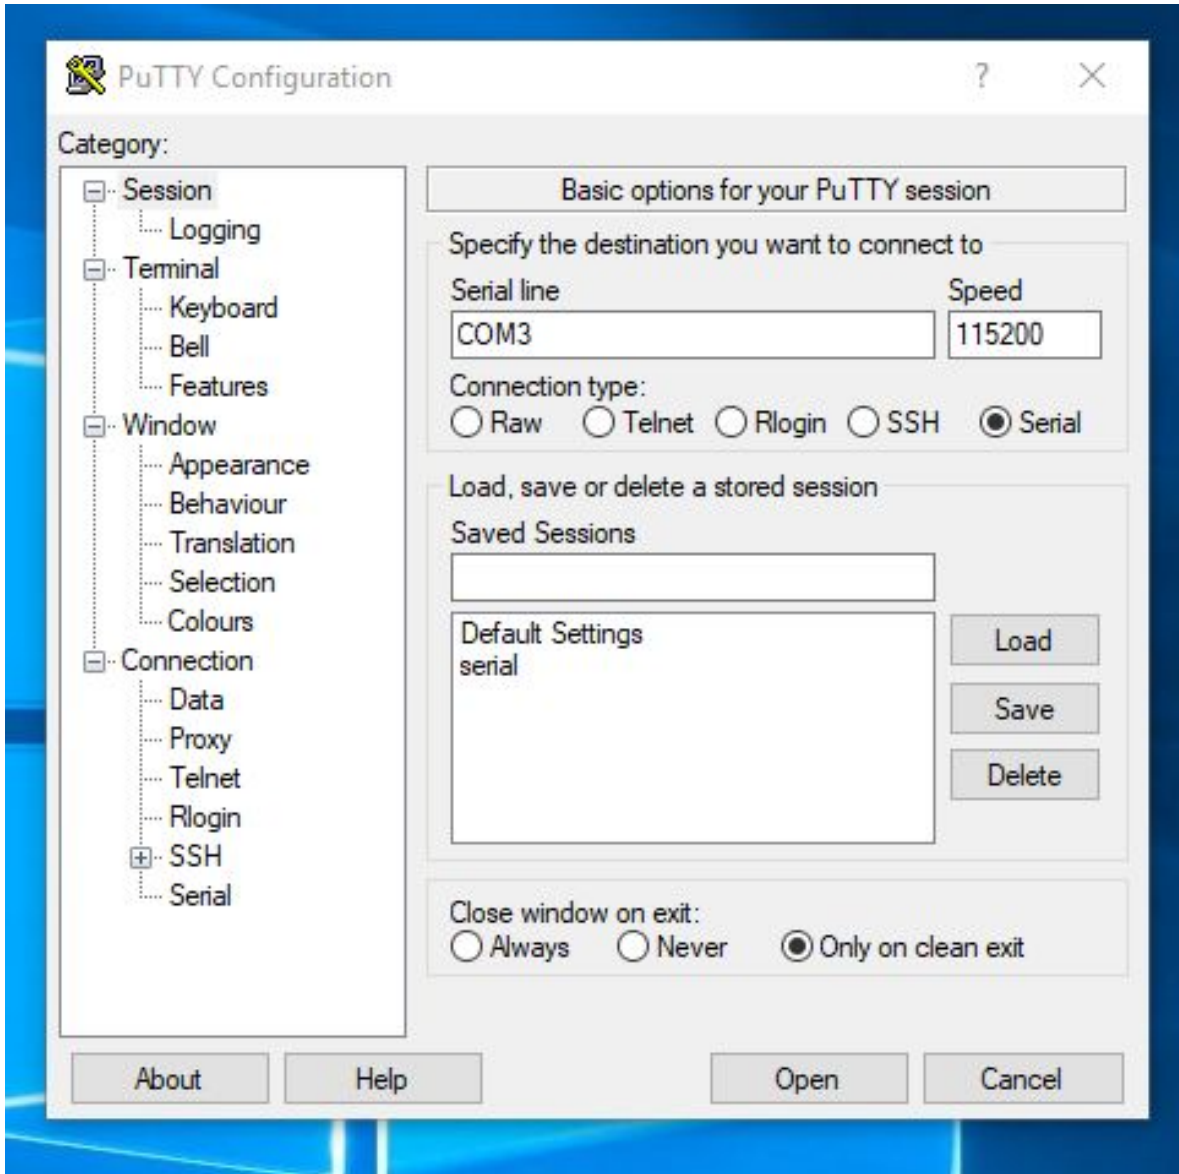 PuTTY Configuration
?
Category:
Session
Logging
Terminal
Keyboard
Bell
Features
Window
Appearance
Behaviour
Translation
Selection
Colours
Connection
Data
Proxy
Telnet
Rlogin
SSH
Serial
Basic options for your PuTTY session
Specify the destination you want to connect to
Serial line Speed
COM3 115200
Connection type:
Raw Telnet Rlogin SSH Serial
Load, save or delete a stored session
Saved Sessions
Default Settings
serial
Load
Save
Delete
Close window on exit:
Always Never Only on clean exit
About Help Open Cancel